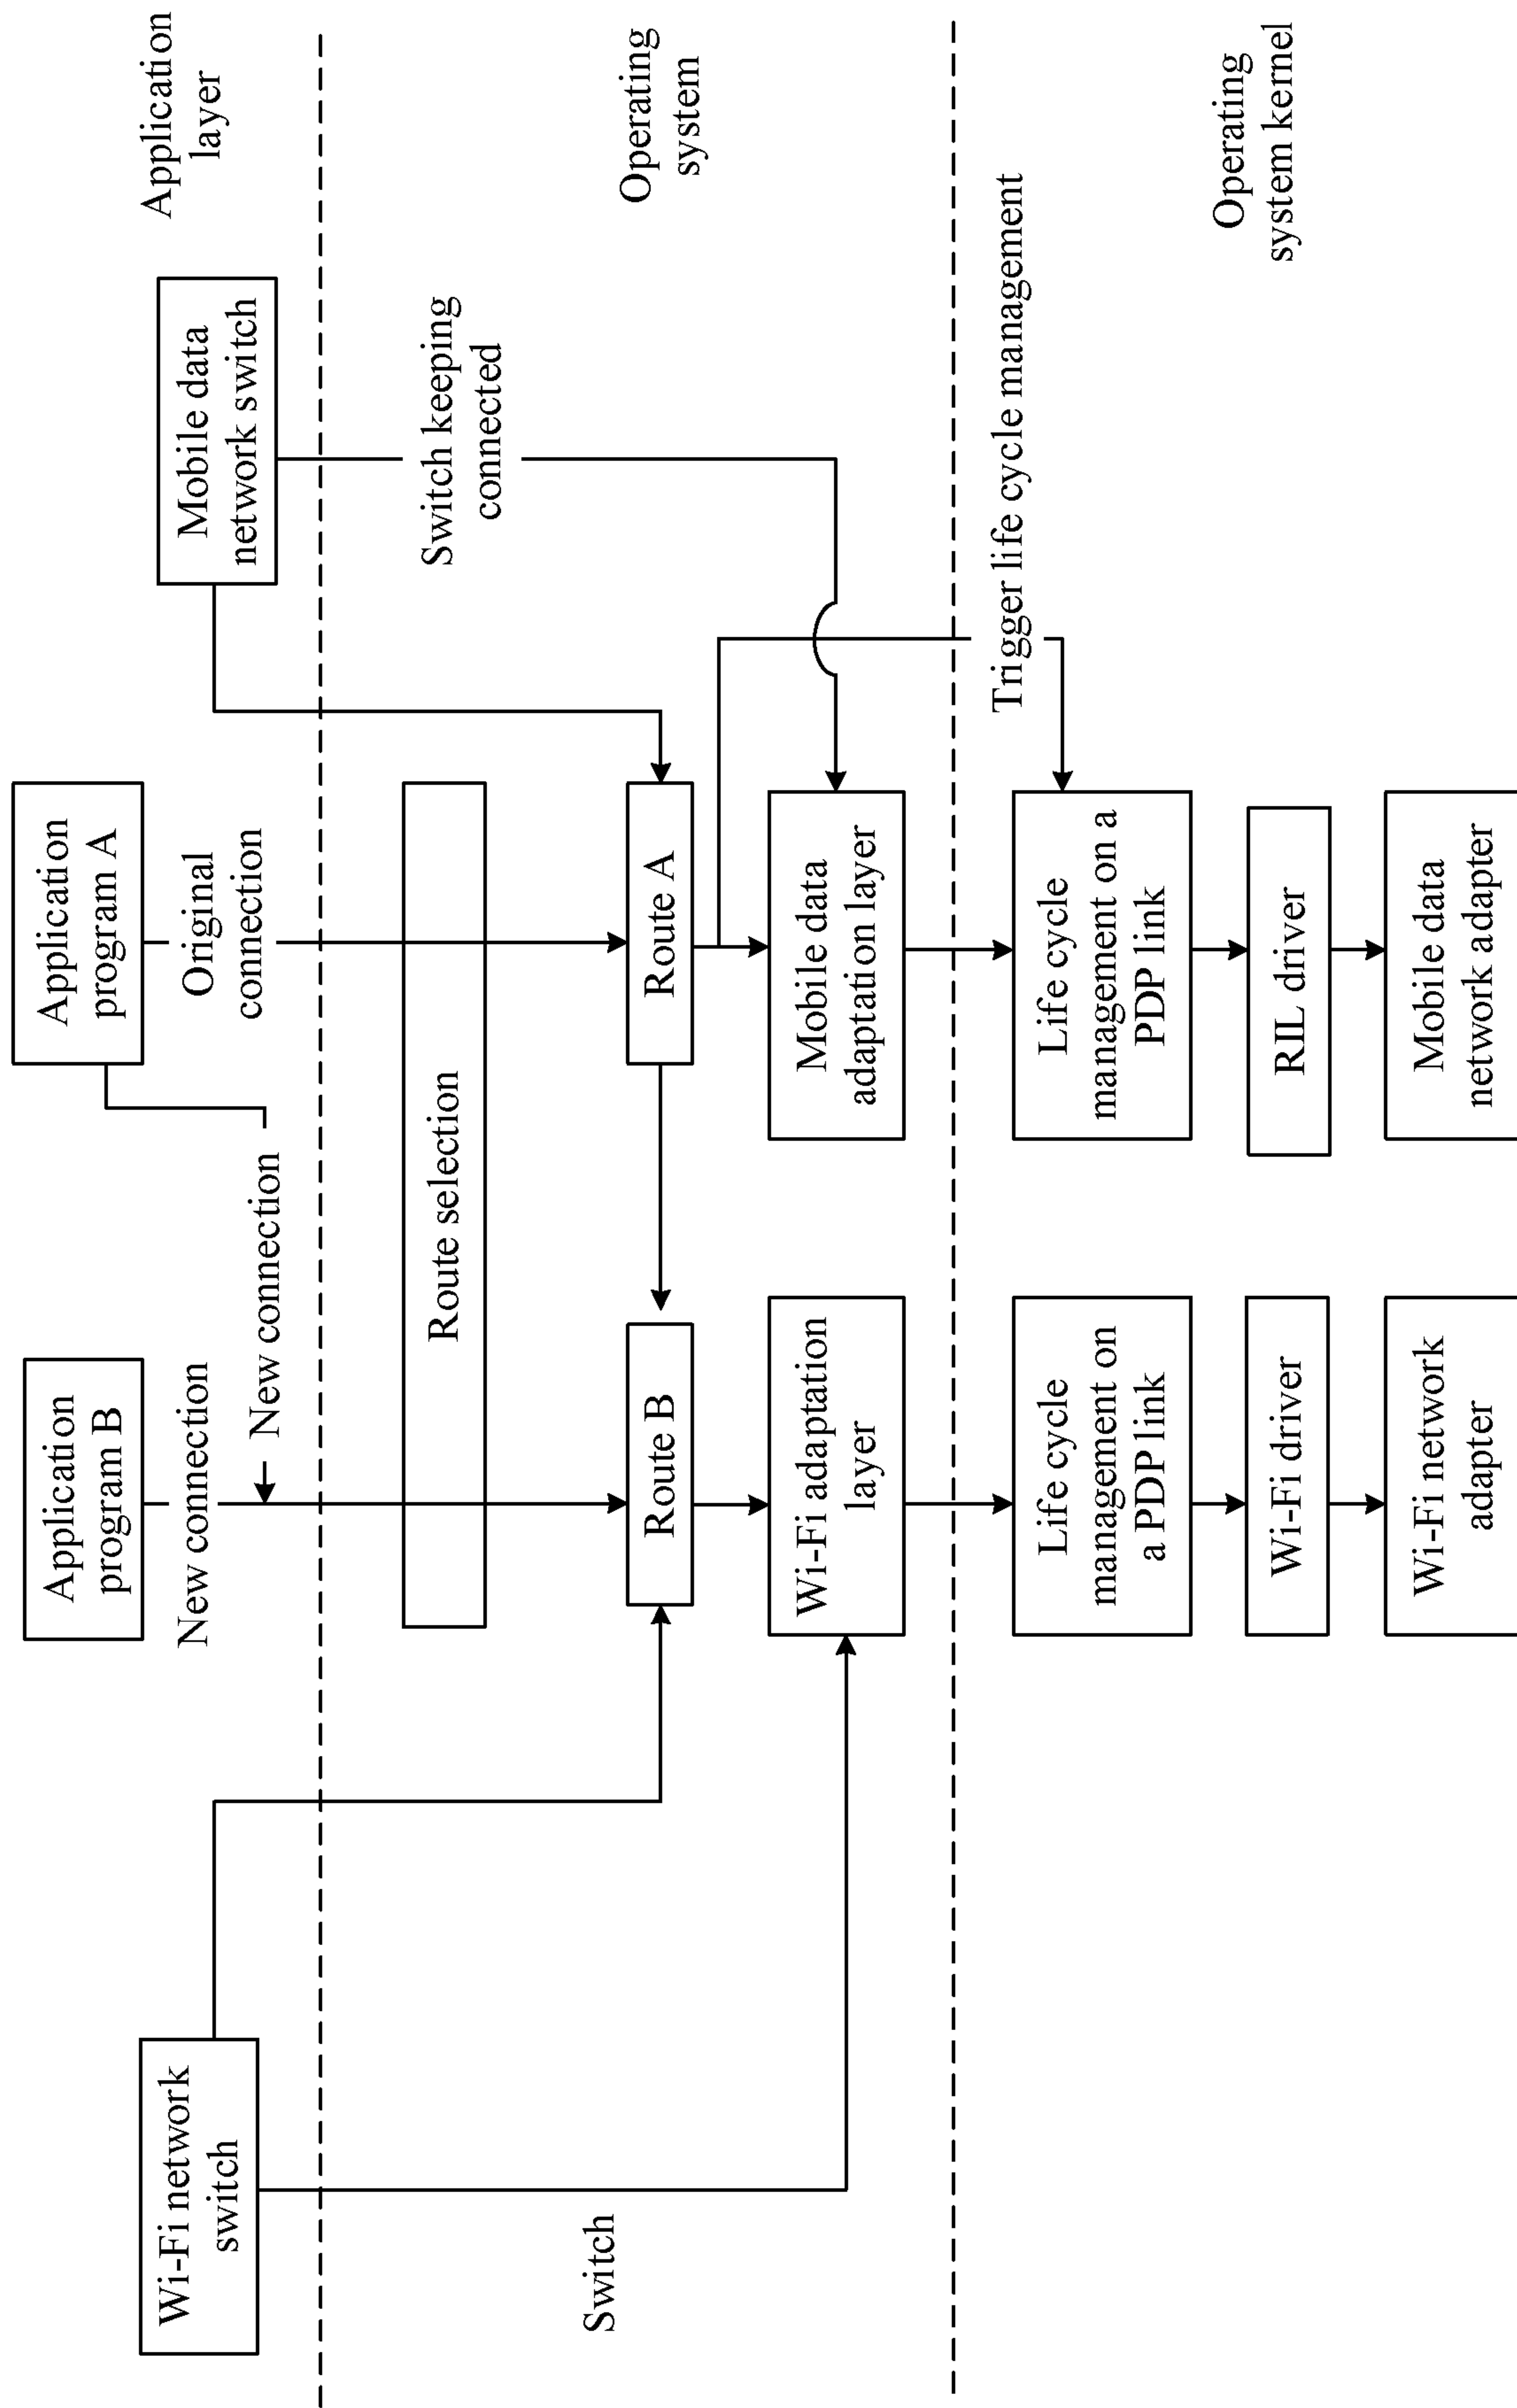 Application
program B
Application
program A
Application
layer
Wi-Fi network
switch
New connection
New connection
Original
connection
Mobile data
network switch
Route selection
Switch keeping
connected
Switch
Route B
Route A
Operating
system
Wi-Fi adaptation
layer
Mobile data
adaptation layer
Trigger life cycle management
Life cycle
management on
a PDP link
Life cycle
management on a
PDP link
Operating
system kernel
Wi-Fi driver
RIL driver
Wi-Fi network
adapter
Mobile data
network adapter